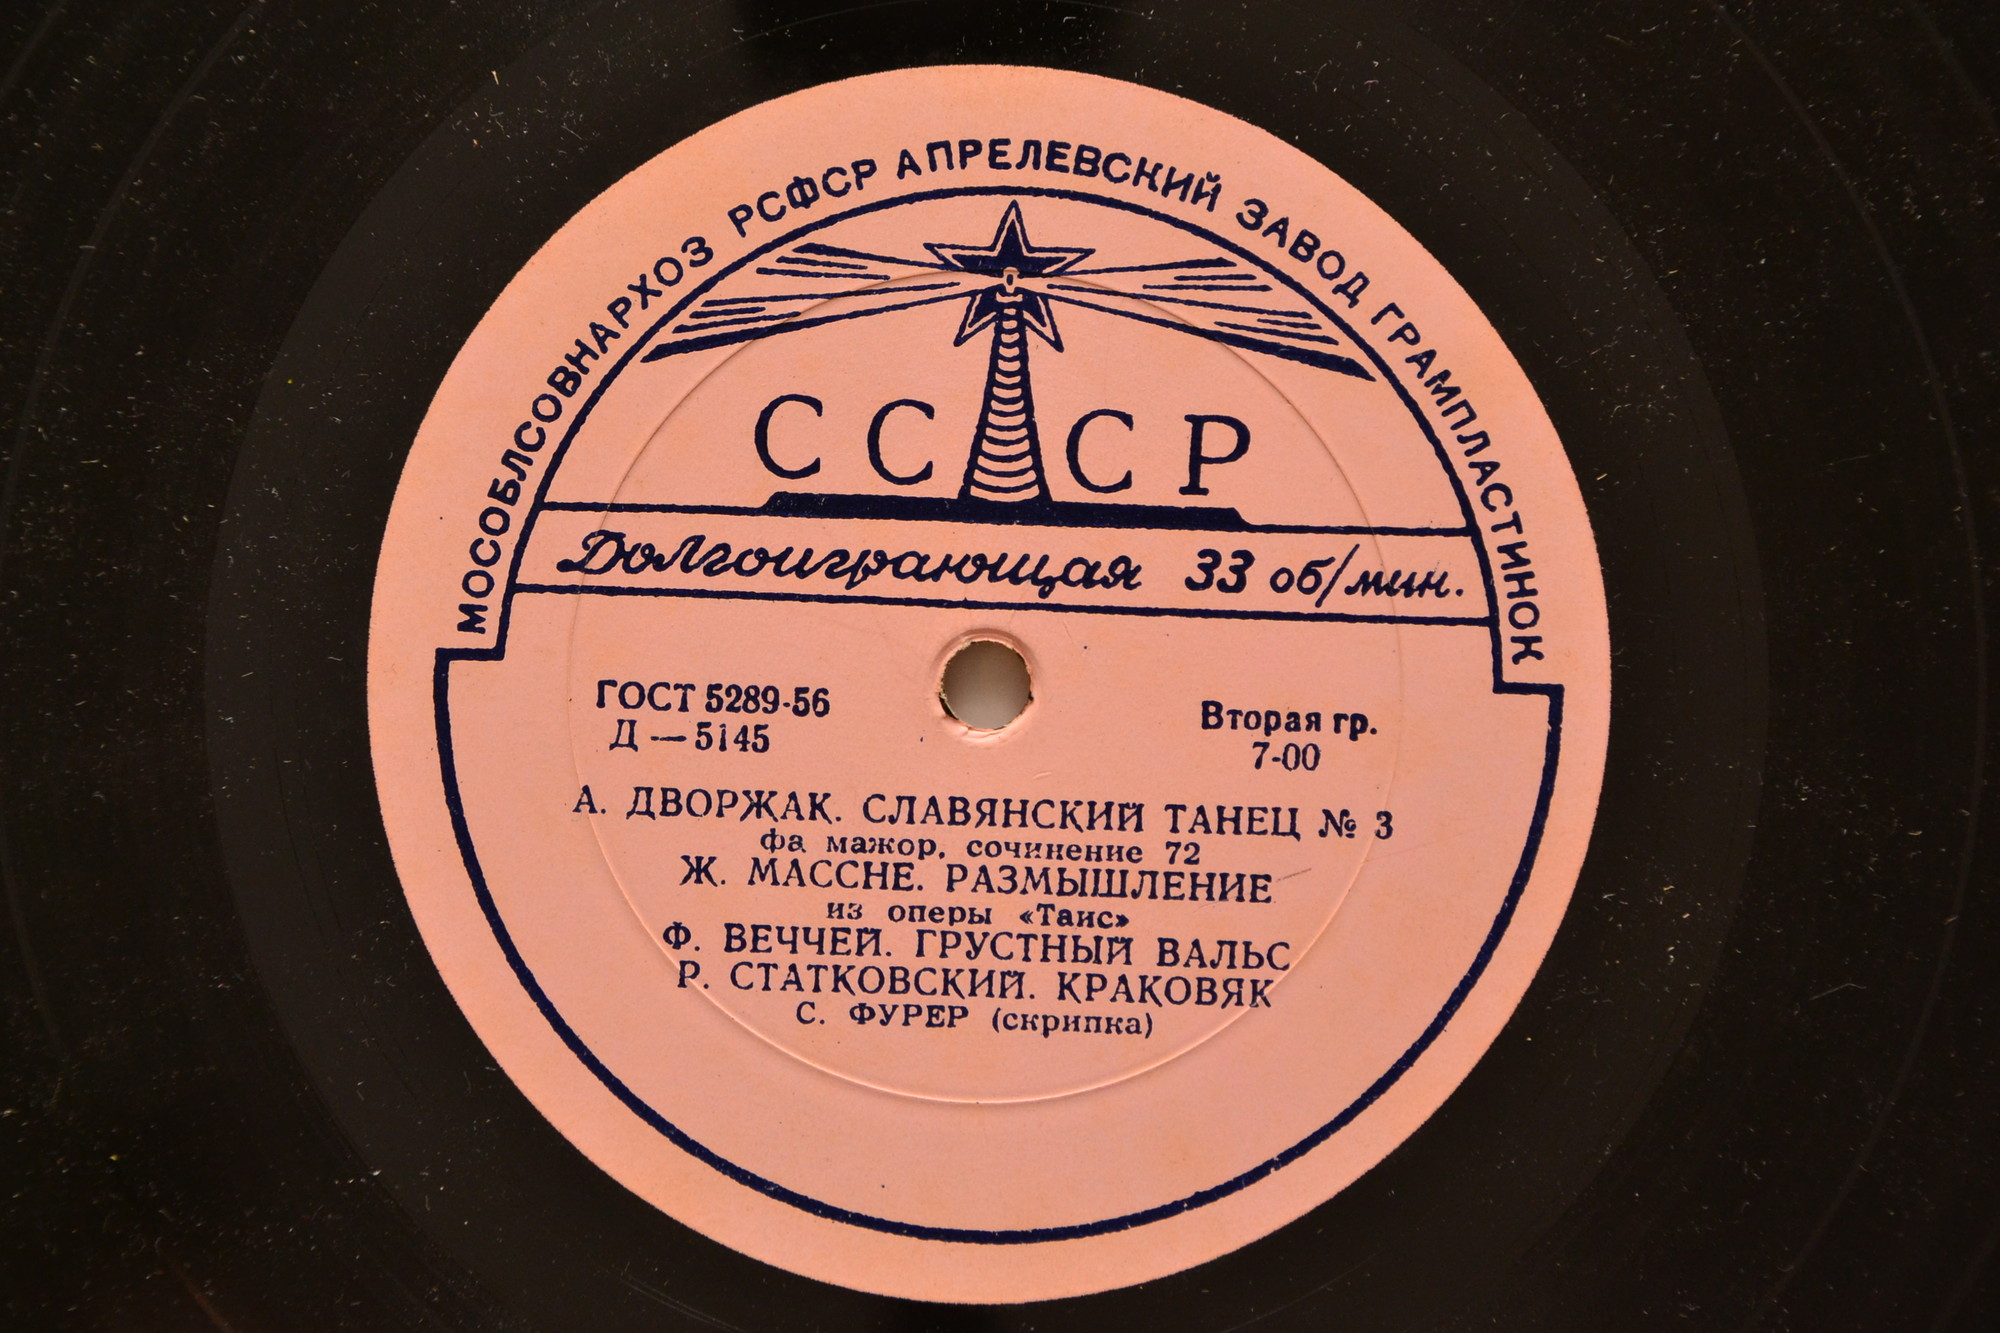 МОСОБЛСОВНАРХОЗ РСФСР АПРЕЛЕВСКИЙ ЗАВОД ГРАМПЛАСТИНОК
СССР
Долгоиграющая 33 об/мин.
ГОСТ 5289-56
Д — 5145
Вторая гр.
7-00
А. ДВОРЖАК. СЛАВЯНСКИЙ ТАНЕЦ № 3
фа мажор, сочинение 72
Ж. МАССНЕ. РАЗМЫШЛЕНИЕ
из оперы «Таис»
Ф. ВЕЧЧЕЙ. ГРУСТНЫЙ ВАЛЬС
Р. СТАТКОВСКИЙ. КРАКОВЯК
С. ФУРЕР (скрипка)